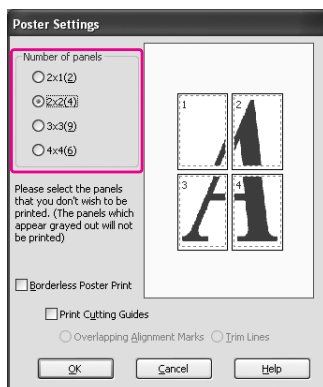 Poster Settings
Number of panels
2x1(2)
2x2(4)
3x3(9)
4x4(6)
1 2
3 4
Please select the panels
that you don't wish to be
printed. (The panels which
appear grayed out will not
be printed)
Borderless Poster Print
Print Cutting Guides
Overlapping Alignment Marks Trim Lines
OK Cancel Help